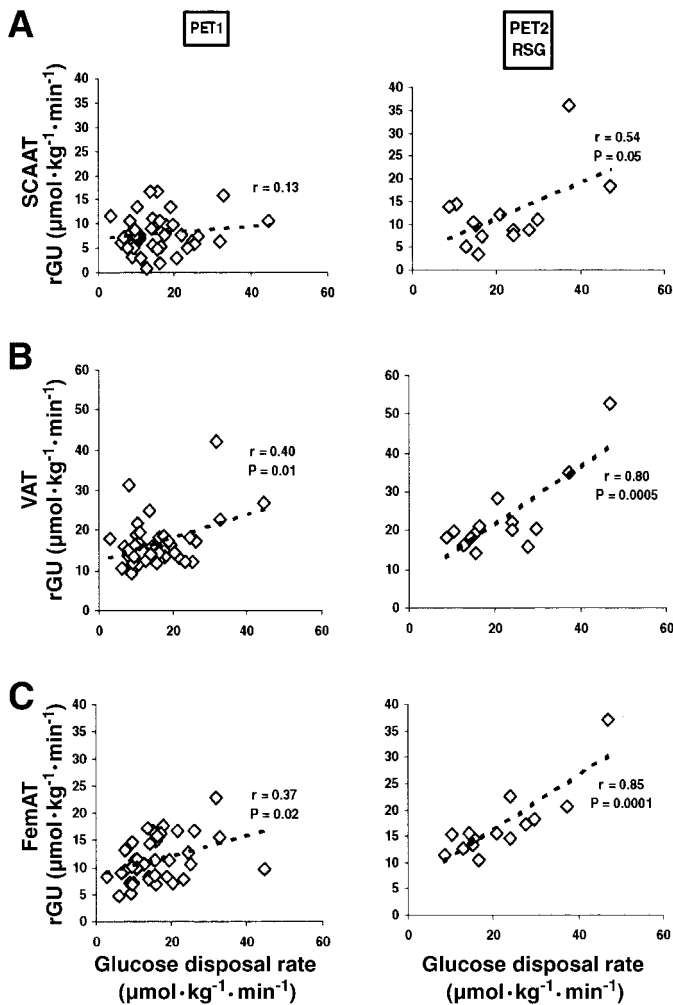 A
PET1
PET2
RSG
SCAAT
rGU (µmol·kg⁻¹·min⁻¹)
40
35
30
25
20
15
10
5
0
0 20 40 60
r = 0.13
40
35
30
25
20
15
10
5
0
0 20 40 60
r = 0.54
P = 0.05
B
VAT
rGU (µmol·kg⁻¹·min⁻¹)
60
50
40
30
20
10
0
0 20 40 60
r = 0.40
P = 0.01
60
50
40
30
20
10
0
0 20 40 60
r = 0.80
P = 0.0005
C
FemAT
rGU (µmol·kg⁻¹·min⁻¹)
40
35
30
25
20
15
10
5
0
0 20 40 60
r = 0.37
P = 0.02
Glucose disposal rate
(µmol·kg⁻¹·min⁻¹)
40
35
30
25
20
15
10
5
0
0 20 40 60
r = 0.85
P = 0.0001
Glucose disposal rate
(µmol·kg⁻¹·min⁻¹)